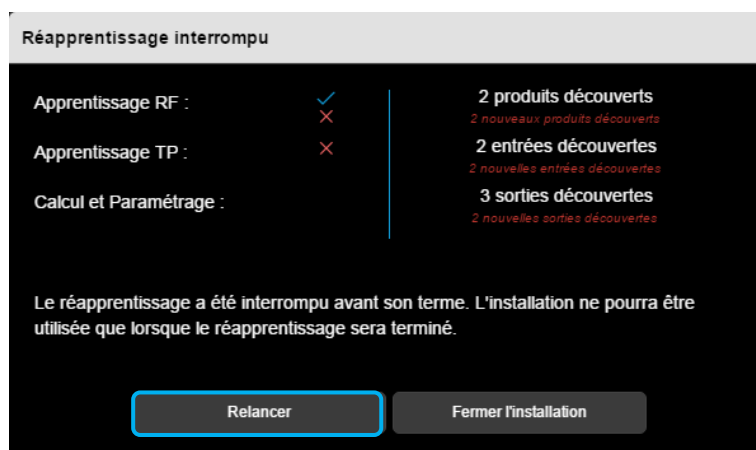 Réapprentissage interrompu
Apprentissage RF :
2 produits découverts
2 nouveaux produits découverts
Apprentissage TP :
2 entrées découvertes
2 nouvelles entrées découvertes
Calcul et Paramétrage :
3 sorties découvertes
2 nouvelles sorties découvertes
Le réapprentissage a été interrompu avant son terme. L'installation ne pourra être
utilisée que lorsque le réapprentissage sera terminé.
Relancer
Fermer l'installation